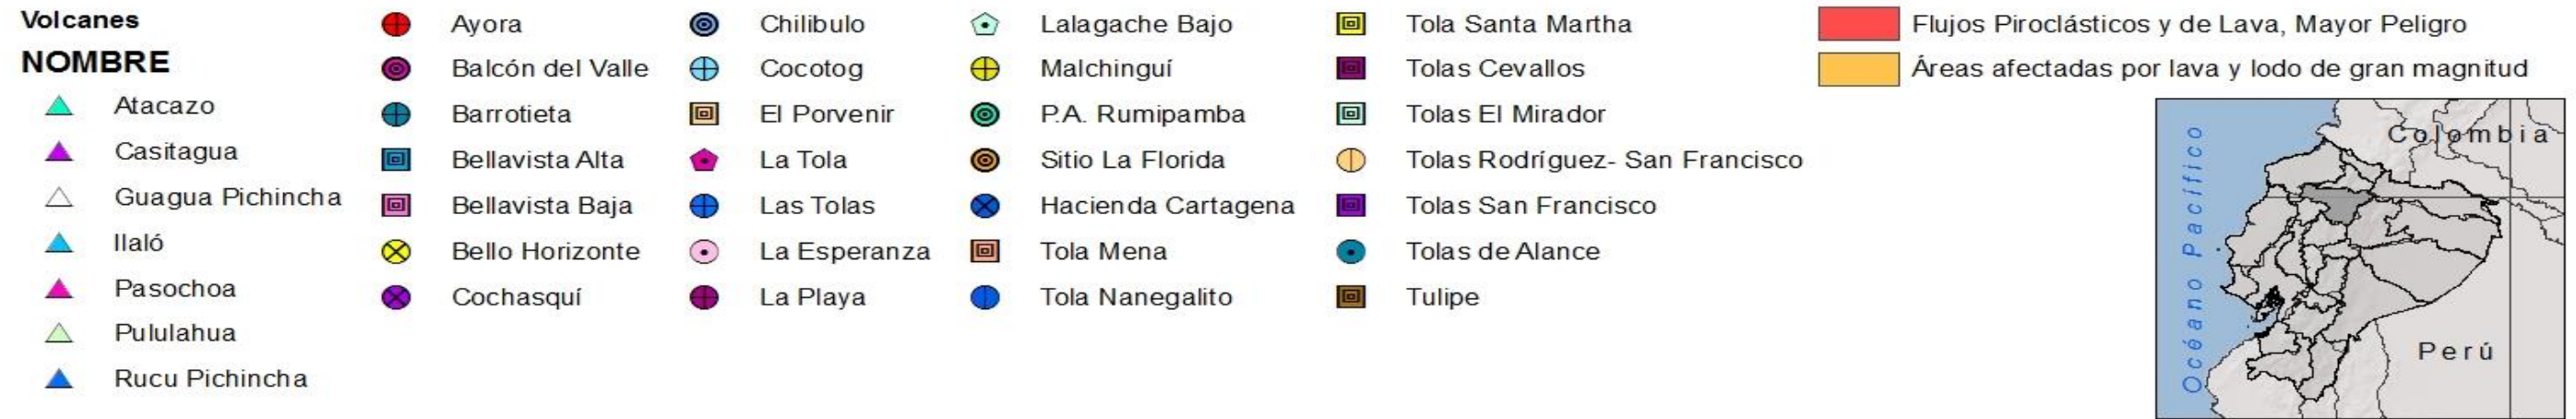 Volcanes
NOMBRE
Atacazo
Casitagua
Guagua Pichincha
Ilaló
Pasochoa
Pululahua
Rucu Pichincha
Ayora
Balcón del Valle
Barrotieta
Bellavista Alta
Bellavista Baja
Bello Horizonte
Cochasquí
Chilibulo
Cocotog
El Porvenir
La Tola
Las Tolas
La Esperanza
La Playa
Lalagache Bajo
Malchinguí
P.A. Rumipamba
Sitio La Florida
Hacienda Cartagena
Tola Mena
Tola Nanegalito
Tola Santa Martha
Tolas Cevallos
Tolas El Mirador
Tolas Rodríguez- San Francisco
Tolas San Francisco
Tolas de Alance
Tulipe
Flujos Piroclásticos y de Lava, Mayor Peligro
Áreas afectadas por lava y lodo de gran magnitud
Colombia
Océano Pacífico
Perú